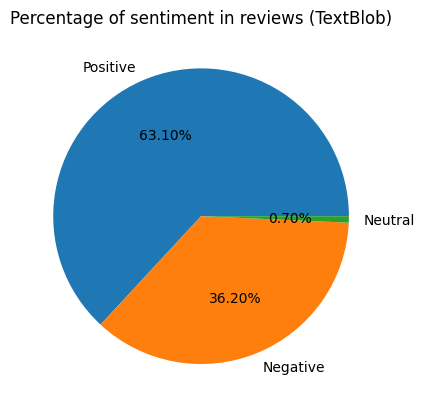 Percentage of sentiment in reviews (TextBlob)
Positive
63.10%
0.70%
Neutral
36.20%
Negative